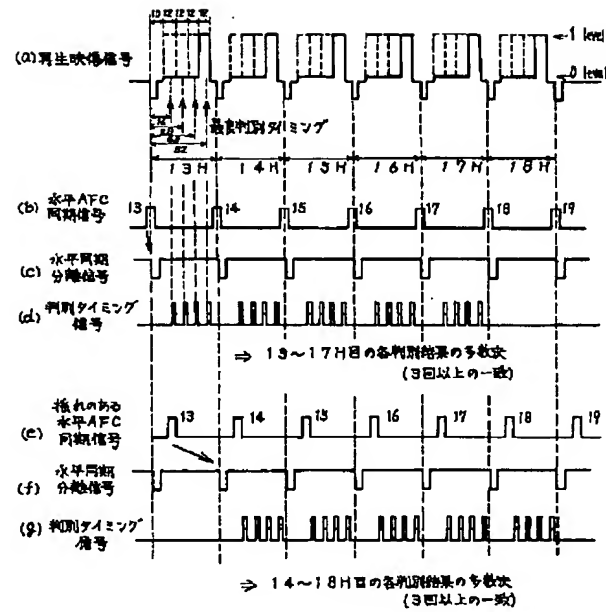 1 level
(a) 再生映像信号
0 level
最良判別タイミング
13H 14H 15H 16H 17H 18H
(b) 水平AFC
同期信号
13 14 15 16 17 18 19
(c) 水平同期
分離信号
(d) 判別タイミング
信号
⇒ 13〜17H目の各判別結果の多数決
(3回以上の一致)
揺れのある
(e) 水平AFC
同期信号
13 14 15 16 17 18 19
(f) 水平同期
分離信号
(g) 判別タイミング
信号
⇒ 14〜18H目の各判別結果の多数決
(3回以上の一致)